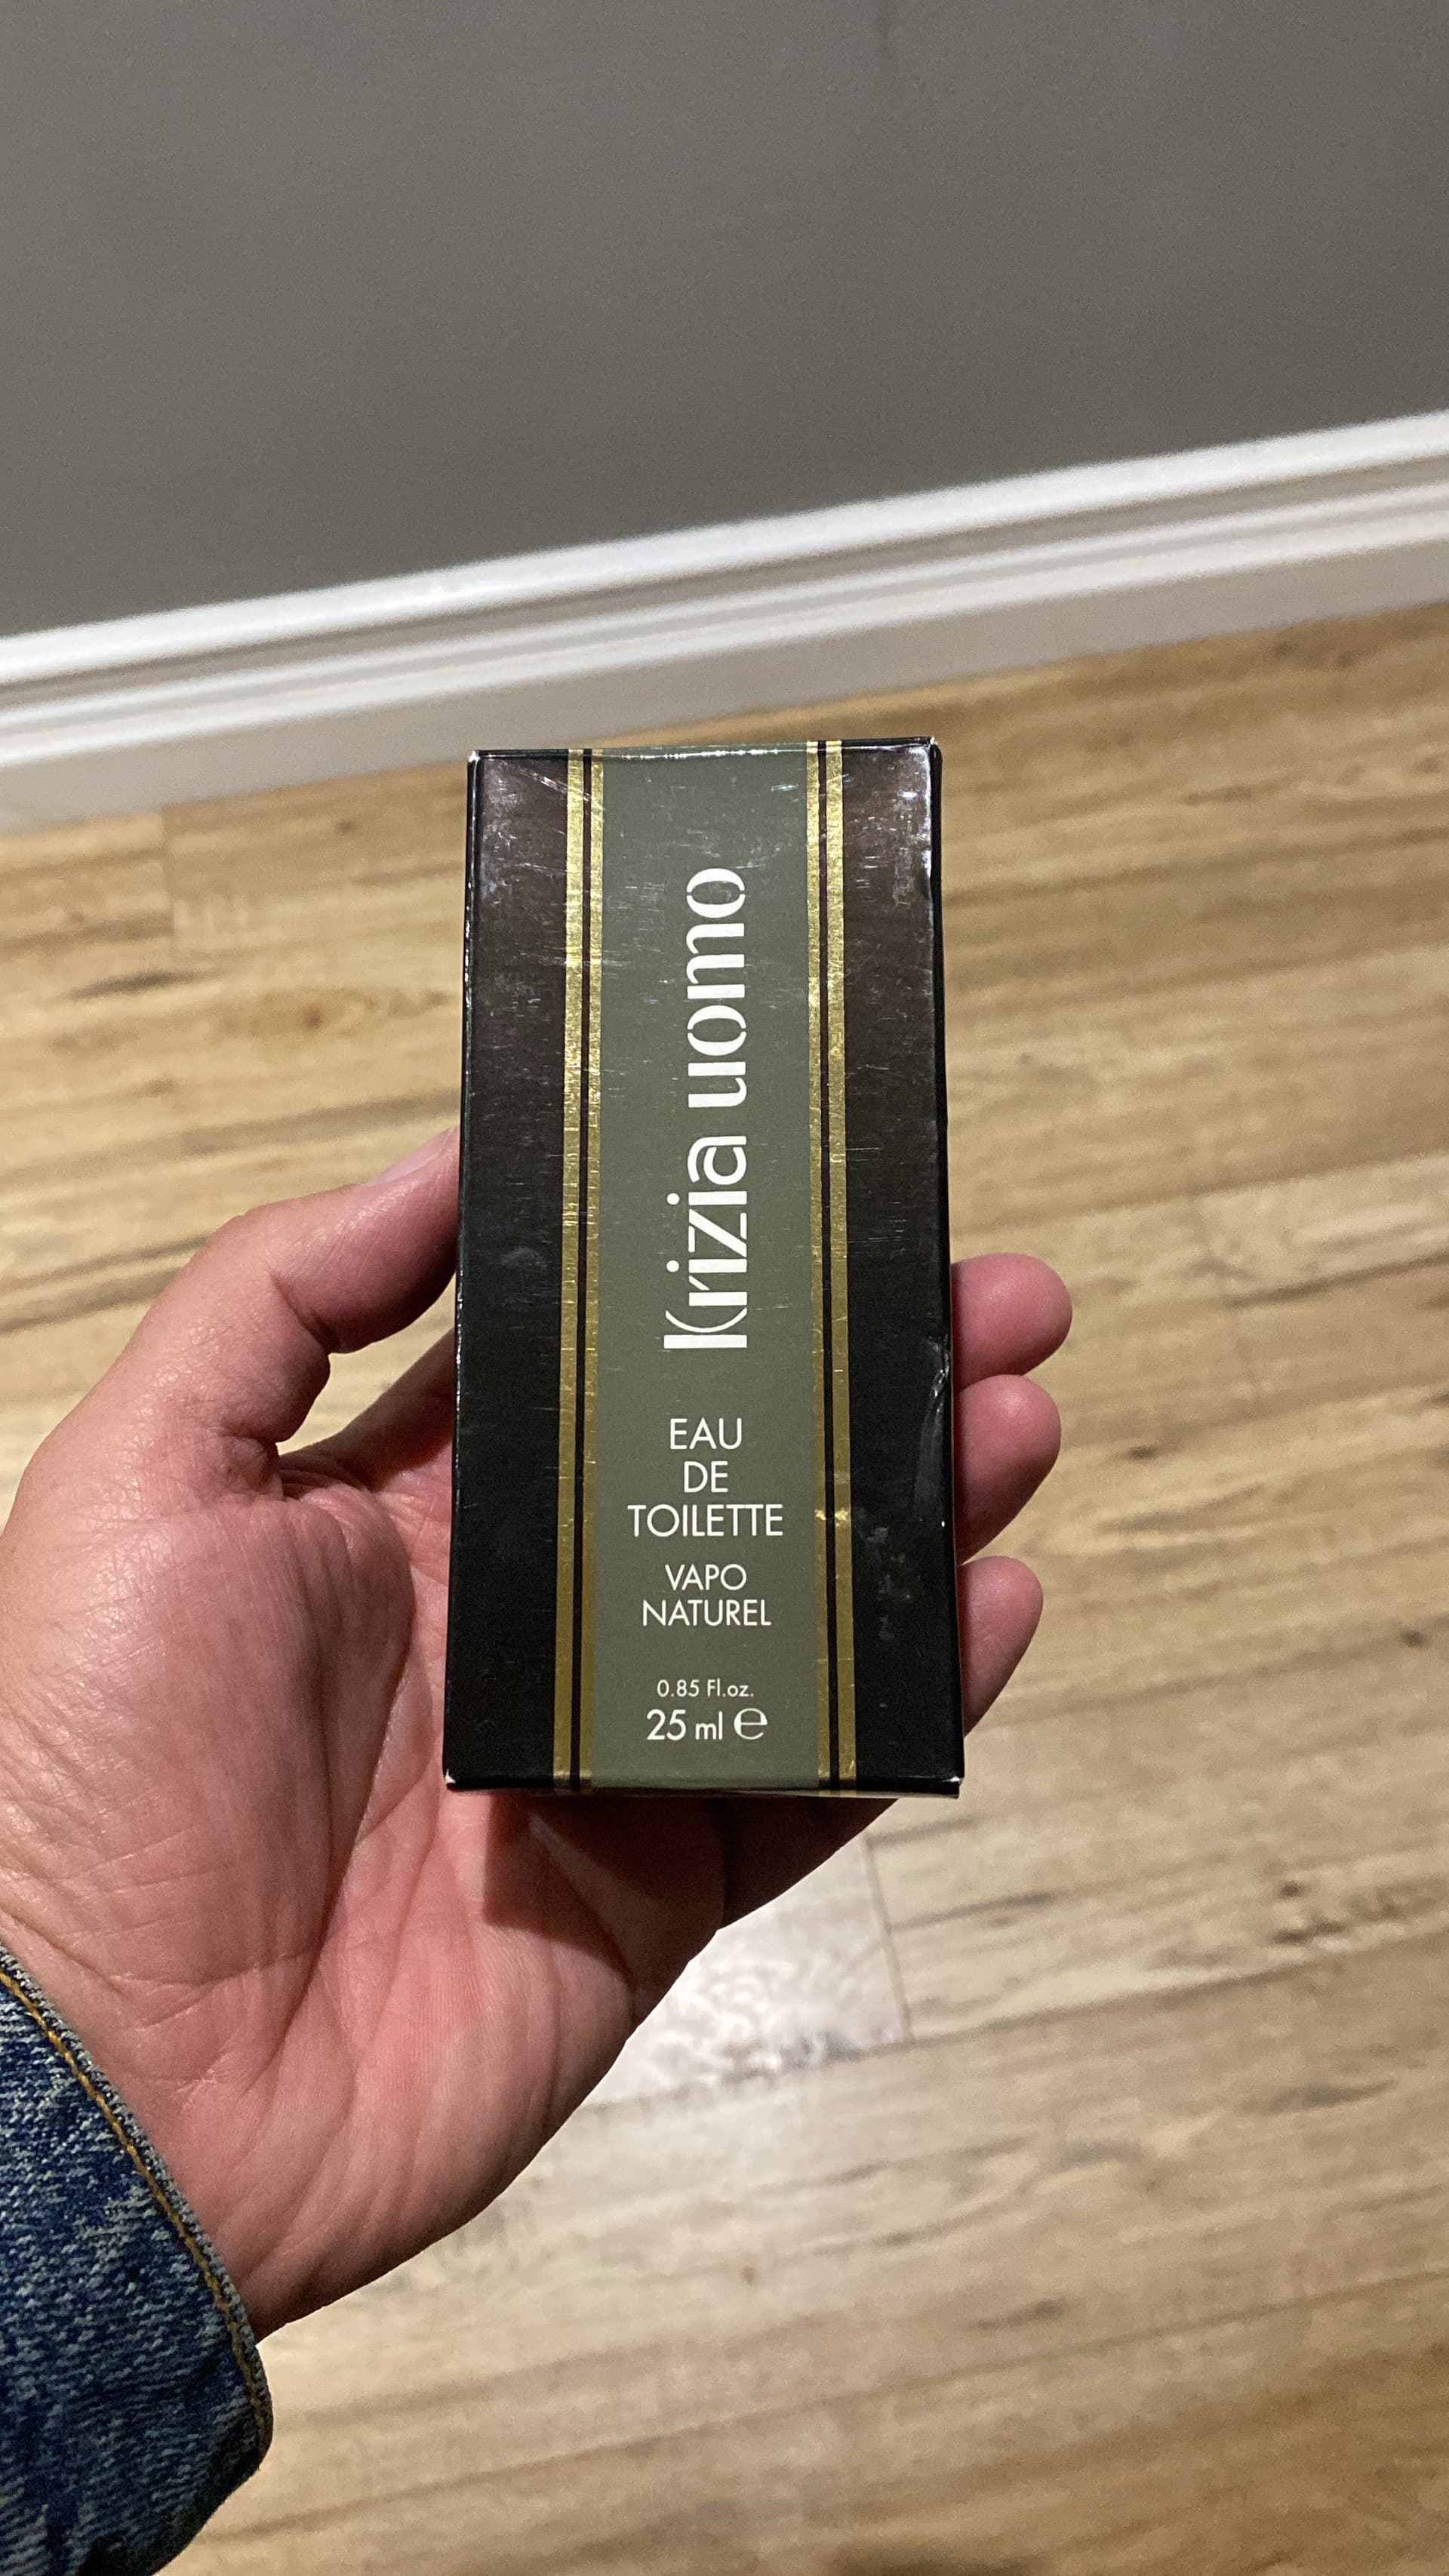 Krizia uomo
EAU
DE
TOILETTE
VAPO
NATUREL
0.85 Fl.oz.
25 ml ℮